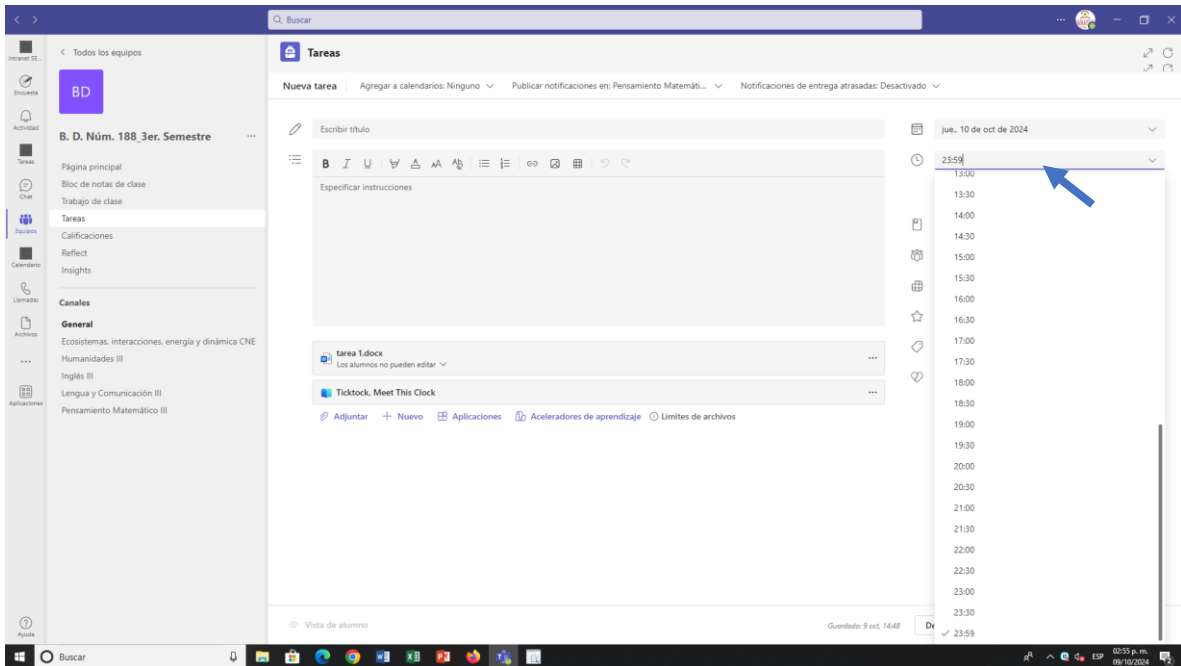 Buscar
Intranet SE...
Encuesta
Actividad
Tareas
Chat
Equipos
Calendario
Llamadas
Archivos
Aplicaciones
Ayuda
Todos los equipos
BD
B. D. Núm. 188_3er. Semestre
Página principal
Bloc de notas de clase
Trabajo de clase
Tareas
Calificaciones
Reflect
Insights
Canales
General
Ecosistemas, interacciones, energía y dinámica CNE
Humanidades III
Inglés III
Lengua y Comunicación III
Pensamiento Matemático III
Tareas
Nueva tarea Agregar a calendarios: Ninguno Publicar notificaciones en: Pensamiento Matemáti... Notificaciones de entrega atrasadas: Desactivado
Escribir título
B I U
Especificar instrucciones
tarea 1.docx
Los alumnos no pueden editar
Ticktock, Meet This Clock
Adjuntar Nuevo Aplicaciones Aceleradores de aprendizaje Límites de archivos
jue., 10 de oct de 2024
23:59
13:00
13:30
14:00
14:30
15:00
15:30
16:00
16:30
17:00
17:30
18:00
18:30
19:00
19:30
20:00
20:30
21:00
21:30
22:00
22:30
23:00
23:30
23:59
Vista de alumno
Guardado: 9 oct, 14:48
De
Buscar
ESP
02:55 p. m.
09/10/2024